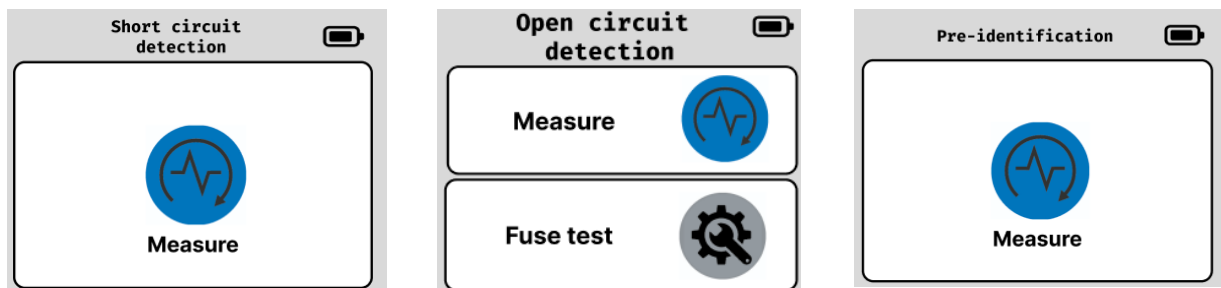 Short circuit
detection
Measure
Open circuit
detection
Measure
Fuse test
Pre-identification
Measure